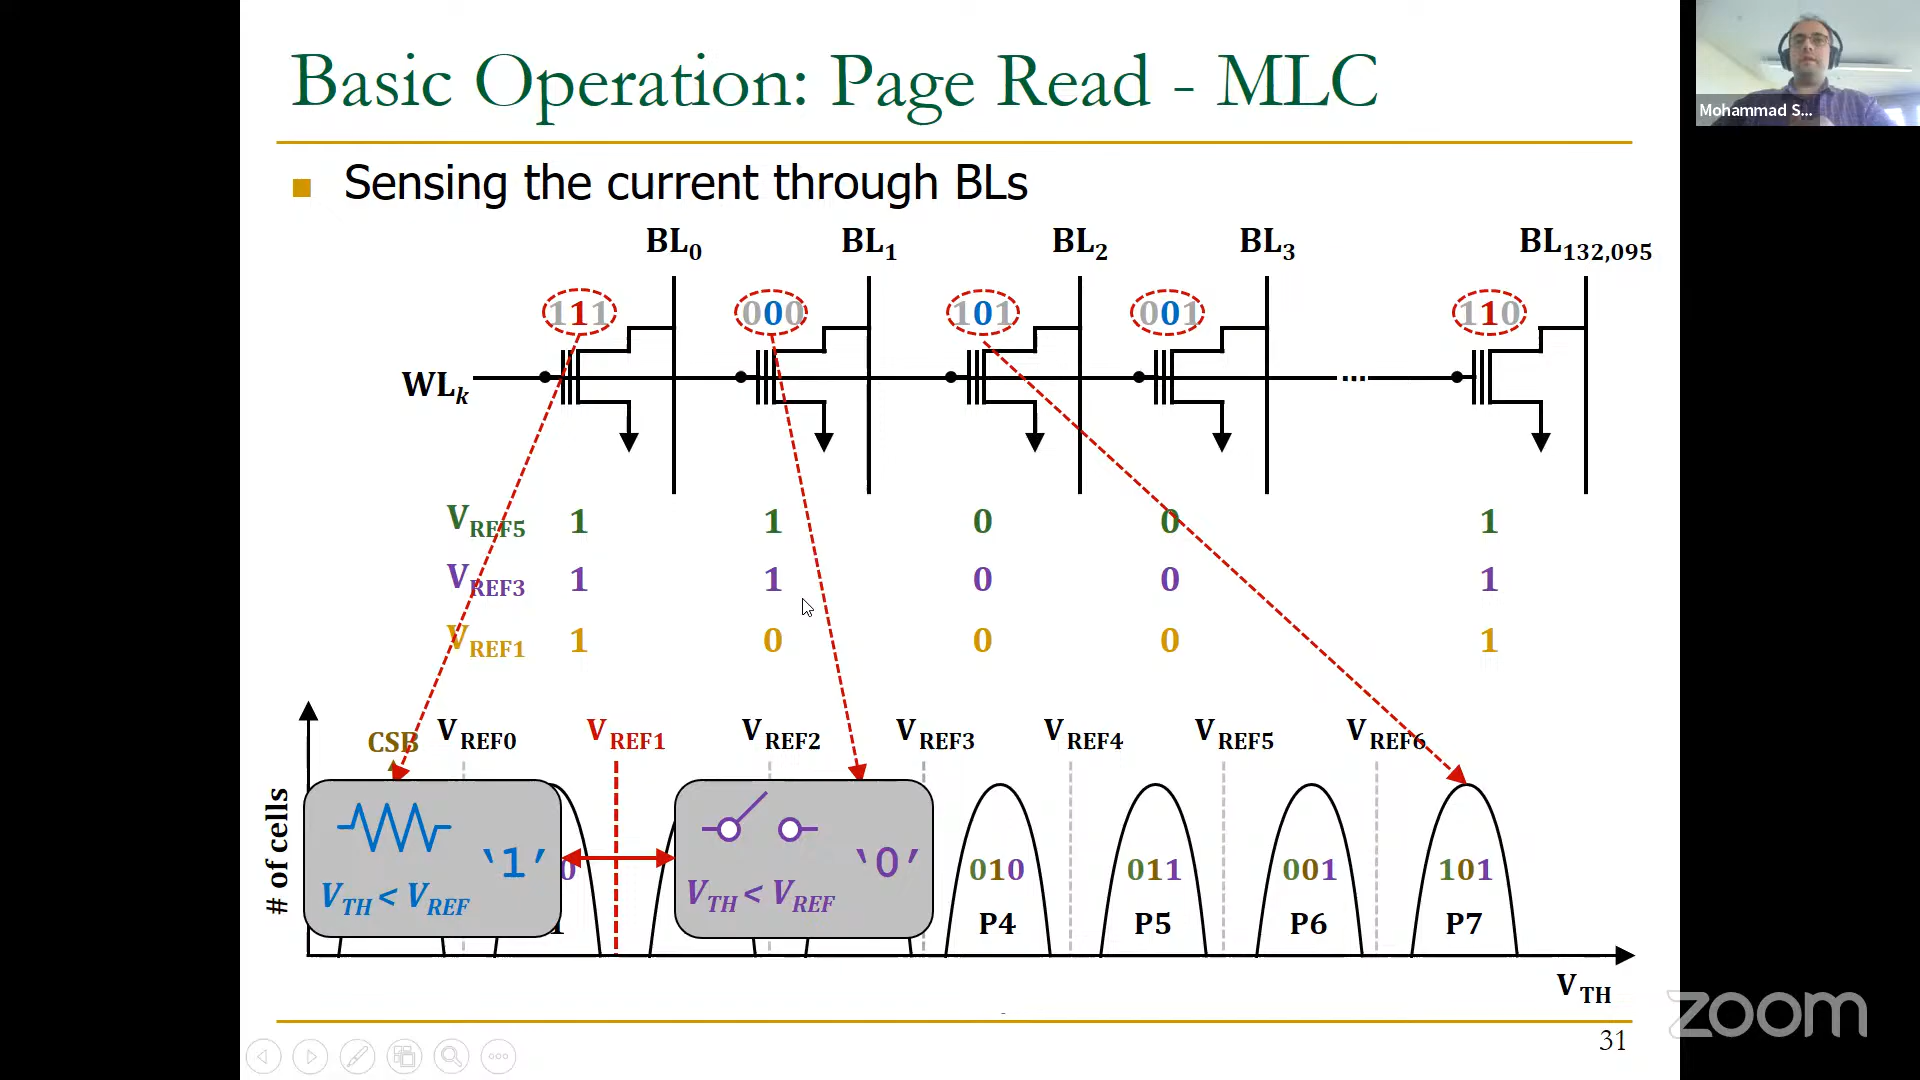 Basic Operation: Page Read - MLC
Mohammad S...
Sensing the current through BLs
BL0 BL1 BL2 BL3 BL132,095
111 000 101 001 110
WLk ...
VREF5 1 1 0 0 1
VREF3 1 1 0 0 1
VREF1 1 0 0 0 1
CSB VREF0 VREF1 VREF2 VREF3 VREF4 VREF5 VREF6
# of cells
'1' 0 '0' 010 011 001 101
VTH < VREF VTH < VREF P4 P5 P6 P7
VTH
zoom
31